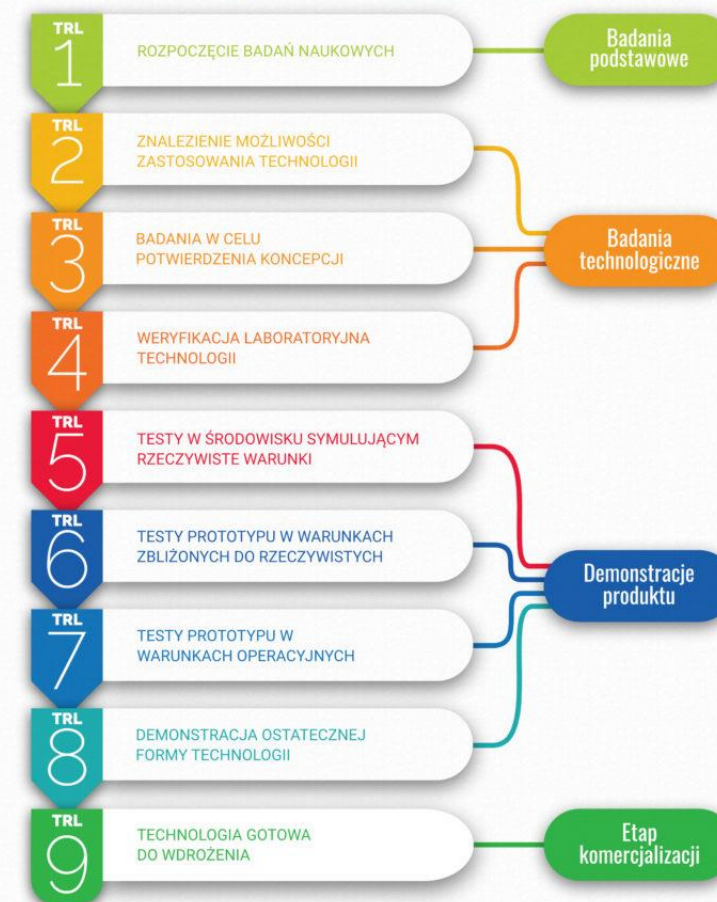 TRL
1
ROZPOCZĘCIE BADAŃ NAUKOWYCH
Badania
podstawowe
TRL
2
ZNALEZIENIE MOŻLIWOŚCI
ZASTOSOWANIA TECHNOLOGII
TRL
3
BADANIA W CELU
POTWIERDZENIA KONCEPCJI
Badania
technologiczne
TRL
4
WERYFIKACJA LABORATORYJNA
TECHNOLOGII
TRL
5
TESTY W ŚRODOWISKU SYMULUJĄCYM
RZECZYWISTE WARUNKI
TRL
6
TESTY PROTOTYPU W WARUNKACH
ZBLIŻONYCH DO RZECZYWISTYCH
Demonstracje
produktu
TRL
7
TESTY PROTOTYPU W
WARUNKACH OPERACYJNYCH
TRL
8
DEMONSTRACJA OSTATECZNEJ
FORMY TECHNOLOGII
TRL
9
TECHNOLOGIA GOTOWA
DO WDROŻENIA
Etap
komercjalizacji